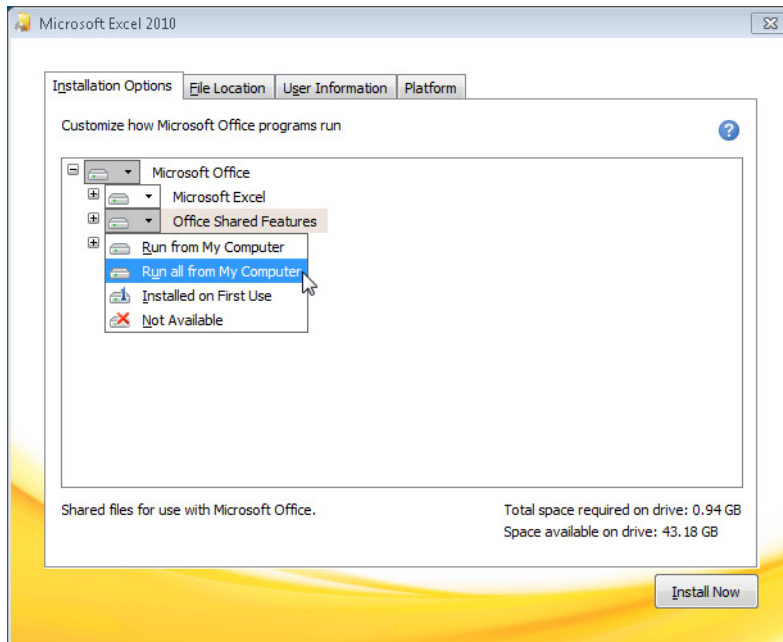 Microsoft Excel 2010
Installation Options File Location User Information Platform
Customize how Microsoft Office programs run
Microsoft Office
Microsoft Excel
Office Shared Features
Run from My Computer
Run all from My Computer
Installed on First Use
Not Available
Shared files for use with Microsoft Office.
Total space required on drive: 0.94 GB
Space available on drive: 43.18 GB
Install Now